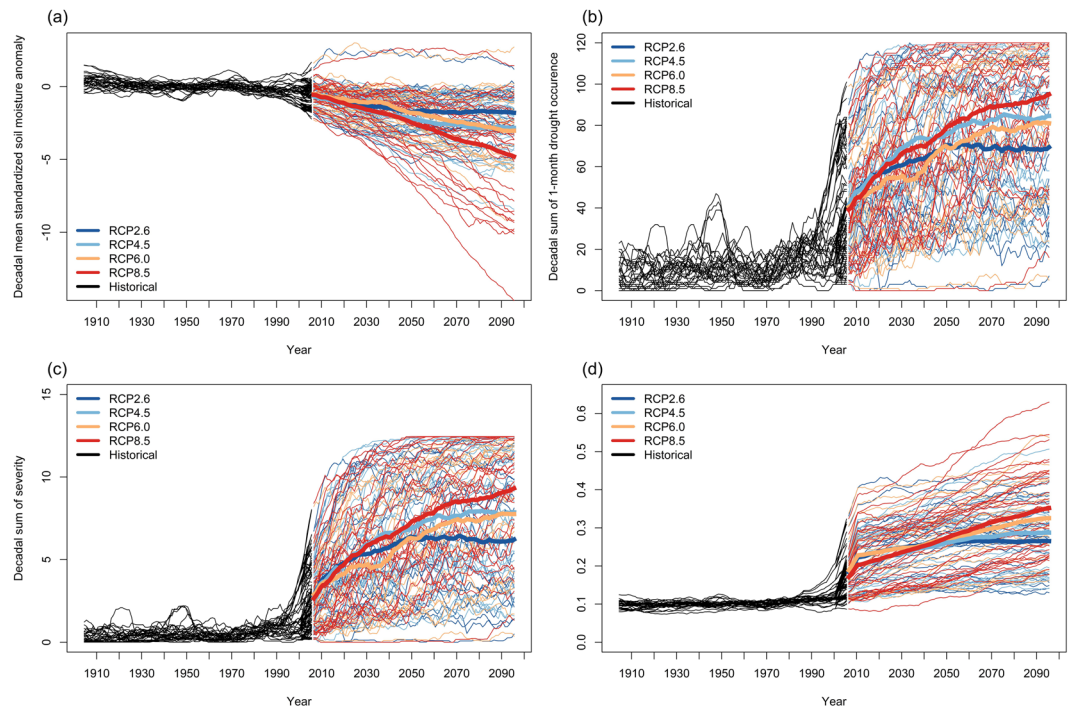 (a)
Decadal mean standardized soil moisture anomaly
0
-5
-10
RCP2.6
RCP4.5
RCP6.0
RCP8.5
Historical
1910 1930 1950 1970 1990 2010 2030 2050 2070 2090
Year
(b)
Decadal sum of 1-month drought occurrence
120
100
80
60
40
20
0
RCP2.6
RCP4.5
RCP6.0
RCP8.5
Historical
1910 1930 1950 1970 1990 2010 2030 2050 2070 2090
Year
(c)
Decadal sum of severity
15
10
5
0
RCP2.6
RCP4.5
RCP6.0
RCP8.5
Historical
1910 1930 1950 1970 1990 2010 2030 2050 2070 2090
Year
(d)
0.6
0.5
0.4
0.3
0.2
0.1
0.0
RCP2.6
RCP4.5
RCP6.0
RCP8.5
Historical
1910 1930 1950 1970 1990 2010 2030 2050 2070 2090
Year